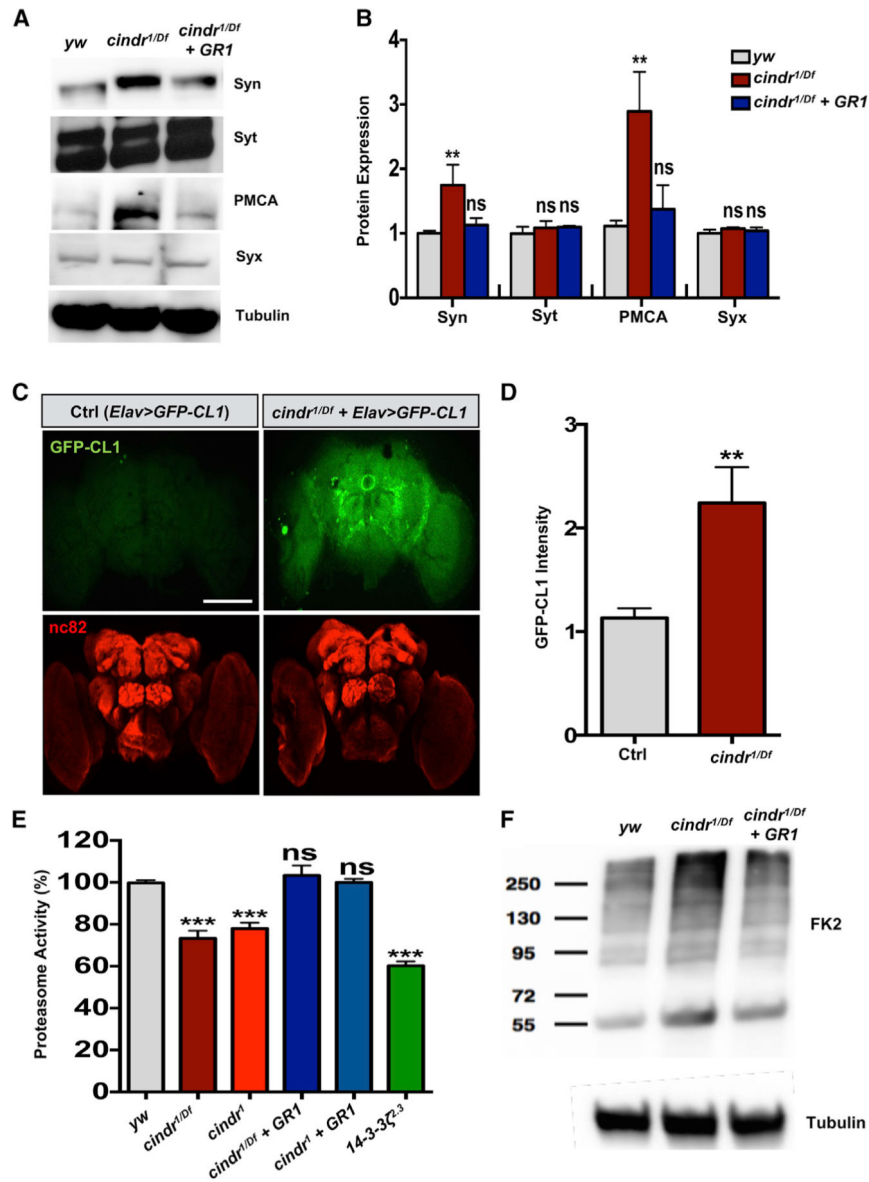 A
yw cindr1/Df cindr1/Df + GR1
Syn
Syt
PMCA
Syx
Tubulin
B
Protein Expression
4
3
2
1
0
** ns
ns ns
** ns
ns ns
Syn Syt PMCA Syx
yw
cindr1/Df
cindr1/Df + GR1
C
Ctrl (Elav>GFP-CL1) cindr1/Df + Elav>GFP-CL1
GFP-CL1
nc82
D
GFP-CL1 Intensity
3
2
1
0
**
Ctrl cindr1/Df
E
Proteasome Activity (%)
120
100
80
60
40
20
0
*** *** ns ns ***
yw cindr1/Df cindr1 cindr1/Df + GR1 cindr1 + GR1 14-3-3ζ2.3
F
yw cindr1/Df cindr1/Df + GR1
250
130
95
72
55
FK2
Tubulin